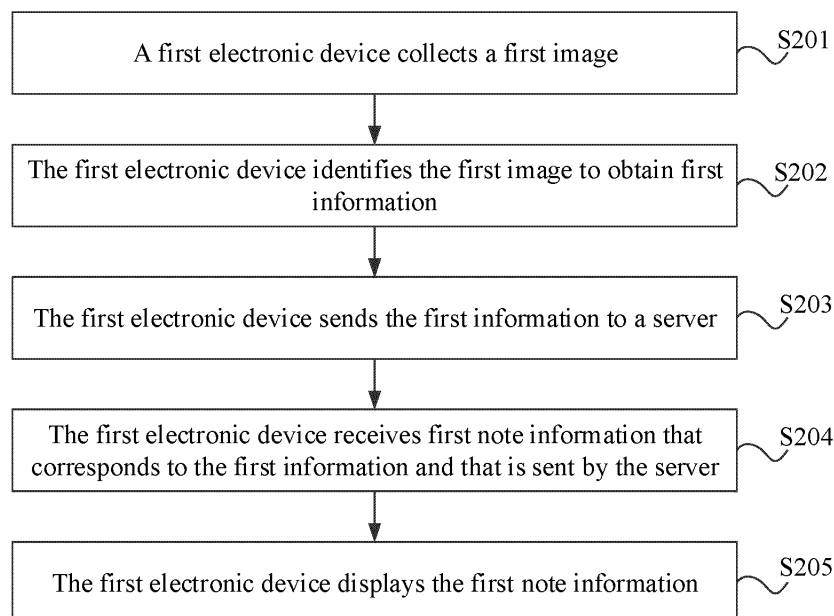 A first electronic device collects a first image
S201
The first electronic device identifies the first image to obtain first
information
S202
The first electronic device sends the first information to a server
S203
The first electronic device receives first note information that
corresponds to the first information and that is sent by the server
S204
The first electronic device displays the first note information
S205